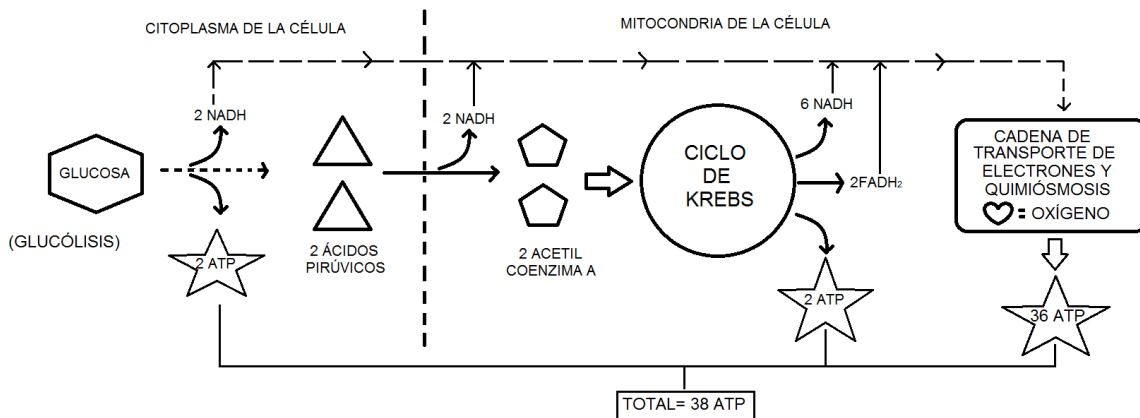 CITOPLASMA DE LA CÉLULA
MITOCONDRIA DE LA CÉLULA
2 NADH
2 NADH
6 NADH
GLUCOSA
CICLO
DE
KREBS
2FADH₂
CADENA DE
TRANSPORTE DE
ELECTRONES Y
QUIMIÓSMOSIS
= OXÍGENO
(GLUCÓLISIS)
2 ATP
2 ÁCIDOS
PIRÚVICOS
2 ACETIL
COENZIMA A
2 ATP
36 ATP
TOTAL= 38 ATP